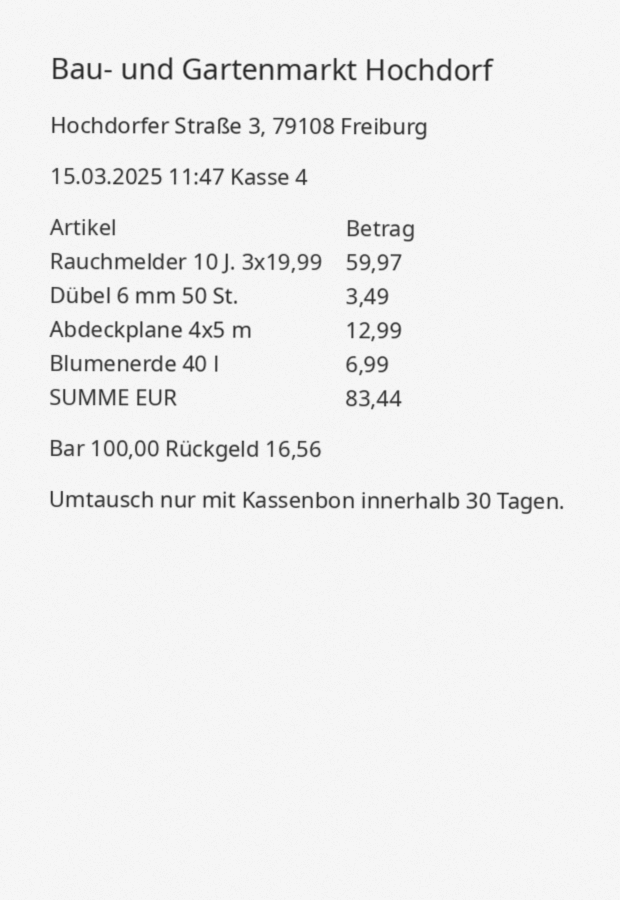 Bau- und Gartenmarkt Hochdorf
Hochdorfer Straße 3, 79108 Freiburg
15.03.2025 11:47 Kasse 4
Artikel Betrag
Rauchmelder 10 J. 3x19,99 59,97
Dübel 6 mm 50 St. 3,49
Abdeckplane 4x5 m 12,99
Blumenerde 40 l 6,99
SUMME EUR 83,44
Bar 100,00 Rückgeld 16,56
Umtausch nur mit Kassenbon innerhalb 30 Tagen.